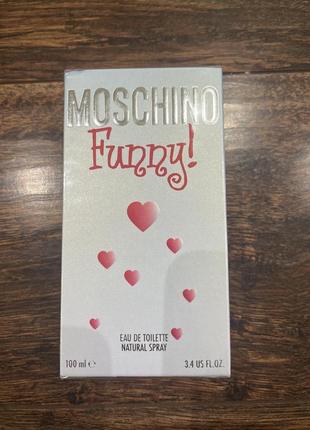 MOSCHINO
Funny!
EAU DE TOILETTE
NATURAL SPRAY
100 ml ℮ 3.4 US FL.OZ.